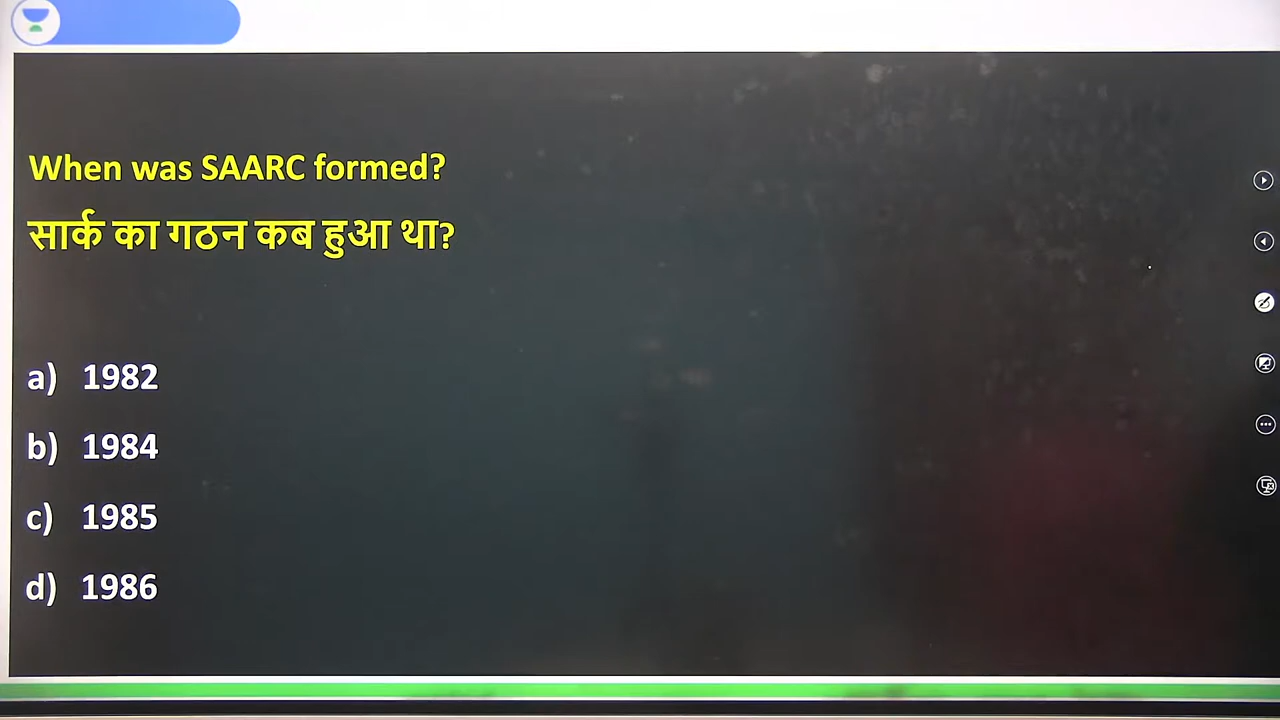 When was SAARC formed?
सार्क का गठन कब हुआ था?
a) 1982
b) 1984
c) 1985
d) 1986